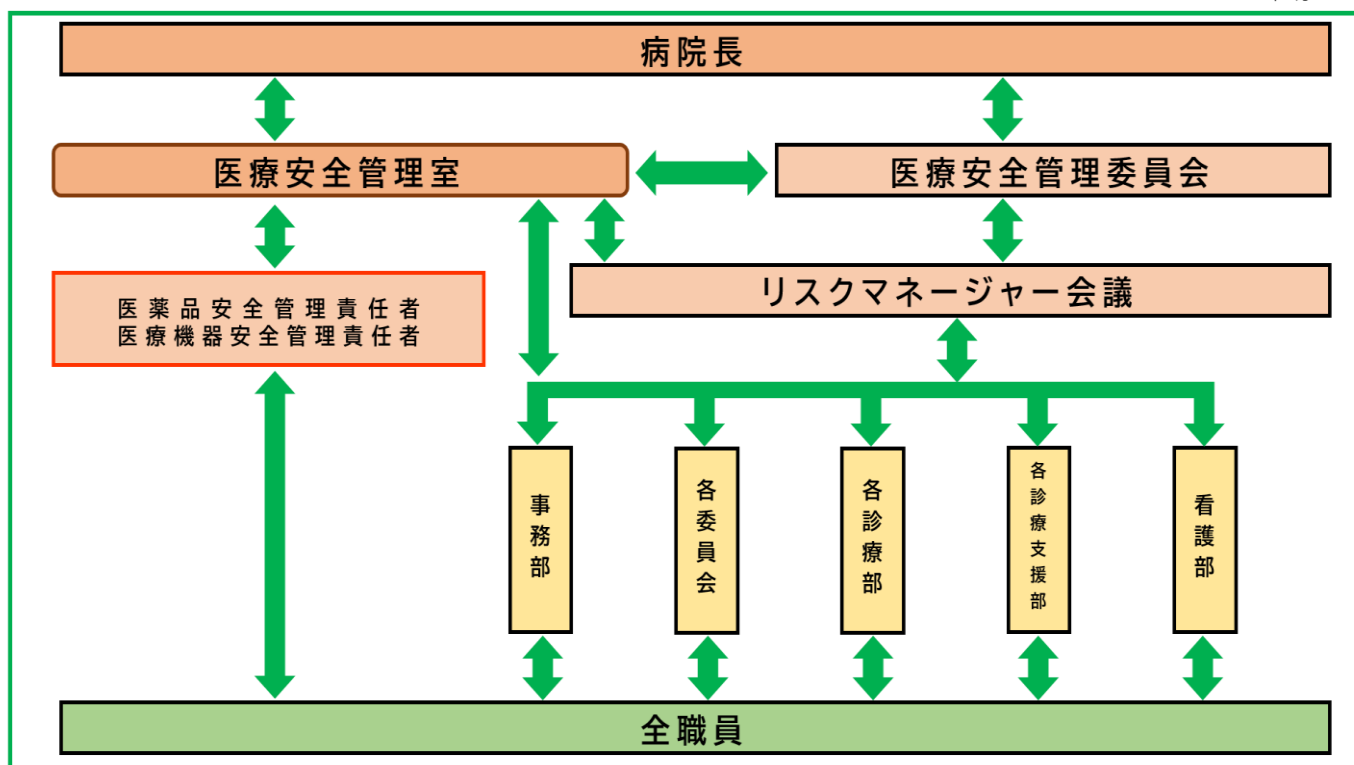 病院長
医療安全管理室
医療安全管理委員会
リスクマネージャー会議
医薬品安全管理責任者
医療機器安全管理責任者
事務部
各委員会
各診療部
各診療支援部
看護部
全職員